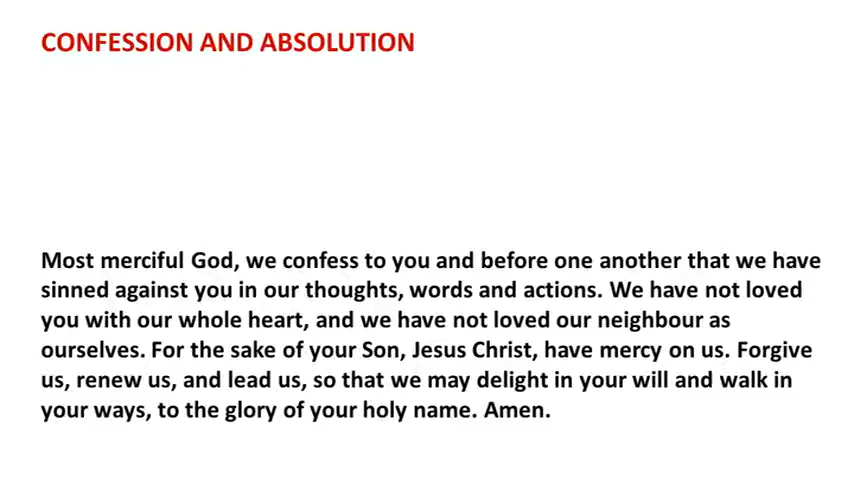 CONFESSION AND ABSOLUTION
Most merciful God, we confess to you and before one another that we have
sinned against you in our thoughts, words and actions. We have not loved
you with our whole heart, and we have not loved our neighbour as
ourselves. For the sake of your Son, Jesus Christ, have mercy on us. Forgive
us, renew us, and lead us, so that we may delight in your will and walk in
your ways, to the glory of your holy name. Amen.